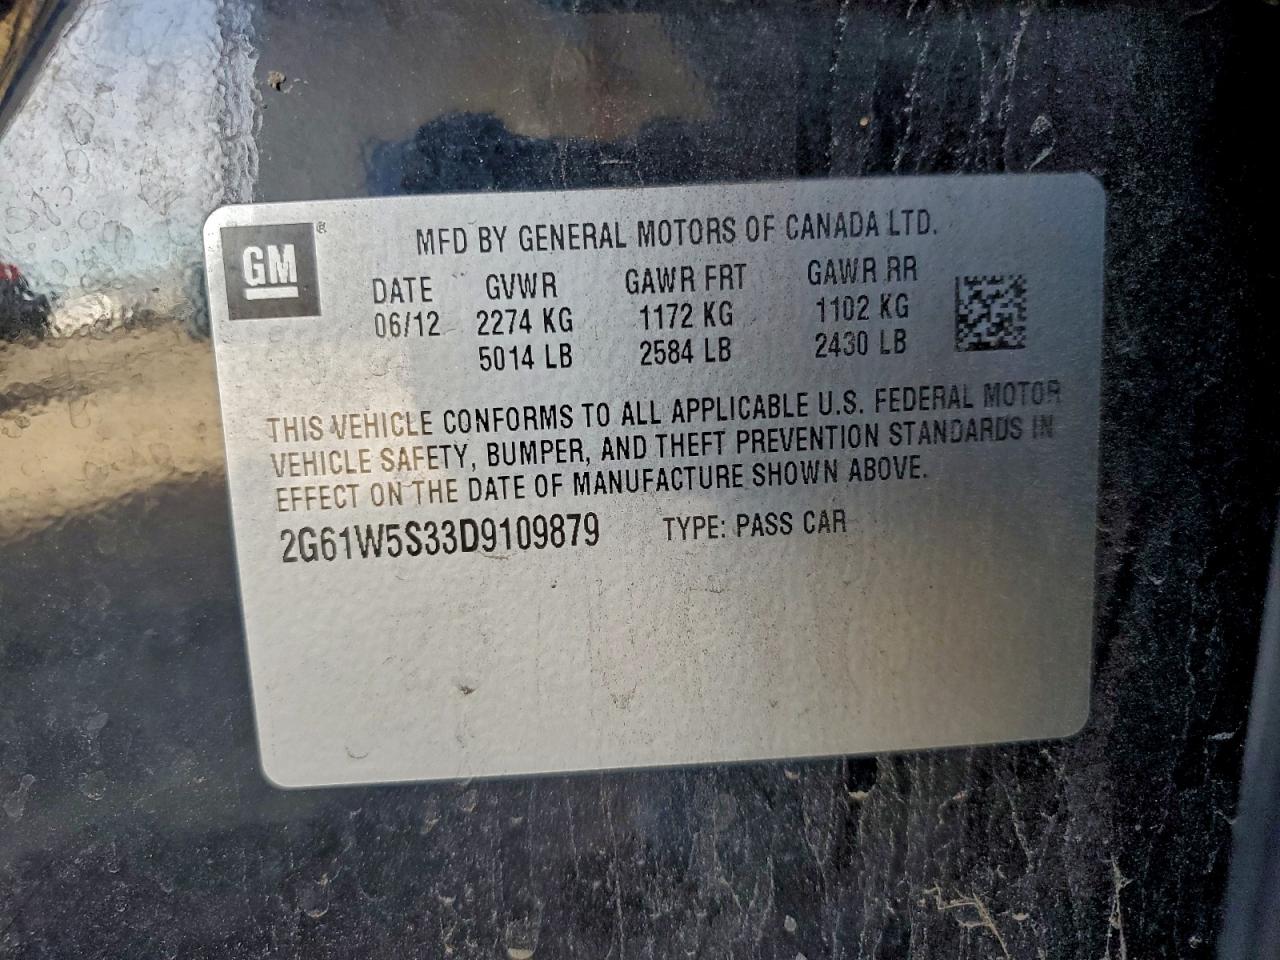 GM ®
MFD BY GENERAL MOTORS OF CANADA LTD.
DATE GVWR GAWR FRT GAWR RR
06/12 2274 KG 1172 KG 1102 KG
5014 LB 2584 LB 2430 LB
THIS VEHICLE CONFORMS TO ALL APPLICABLE U.S. FEDERAL MOTOR
VEHICLE SAFETY, BUMPER, AND THEFT PREVENTION STANDARDS IN
EFFECT ON THE DATE OF MANUFACTURE SHOWN ABOVE.
2G61W5S33D9109879 TYPE: PASS CAR